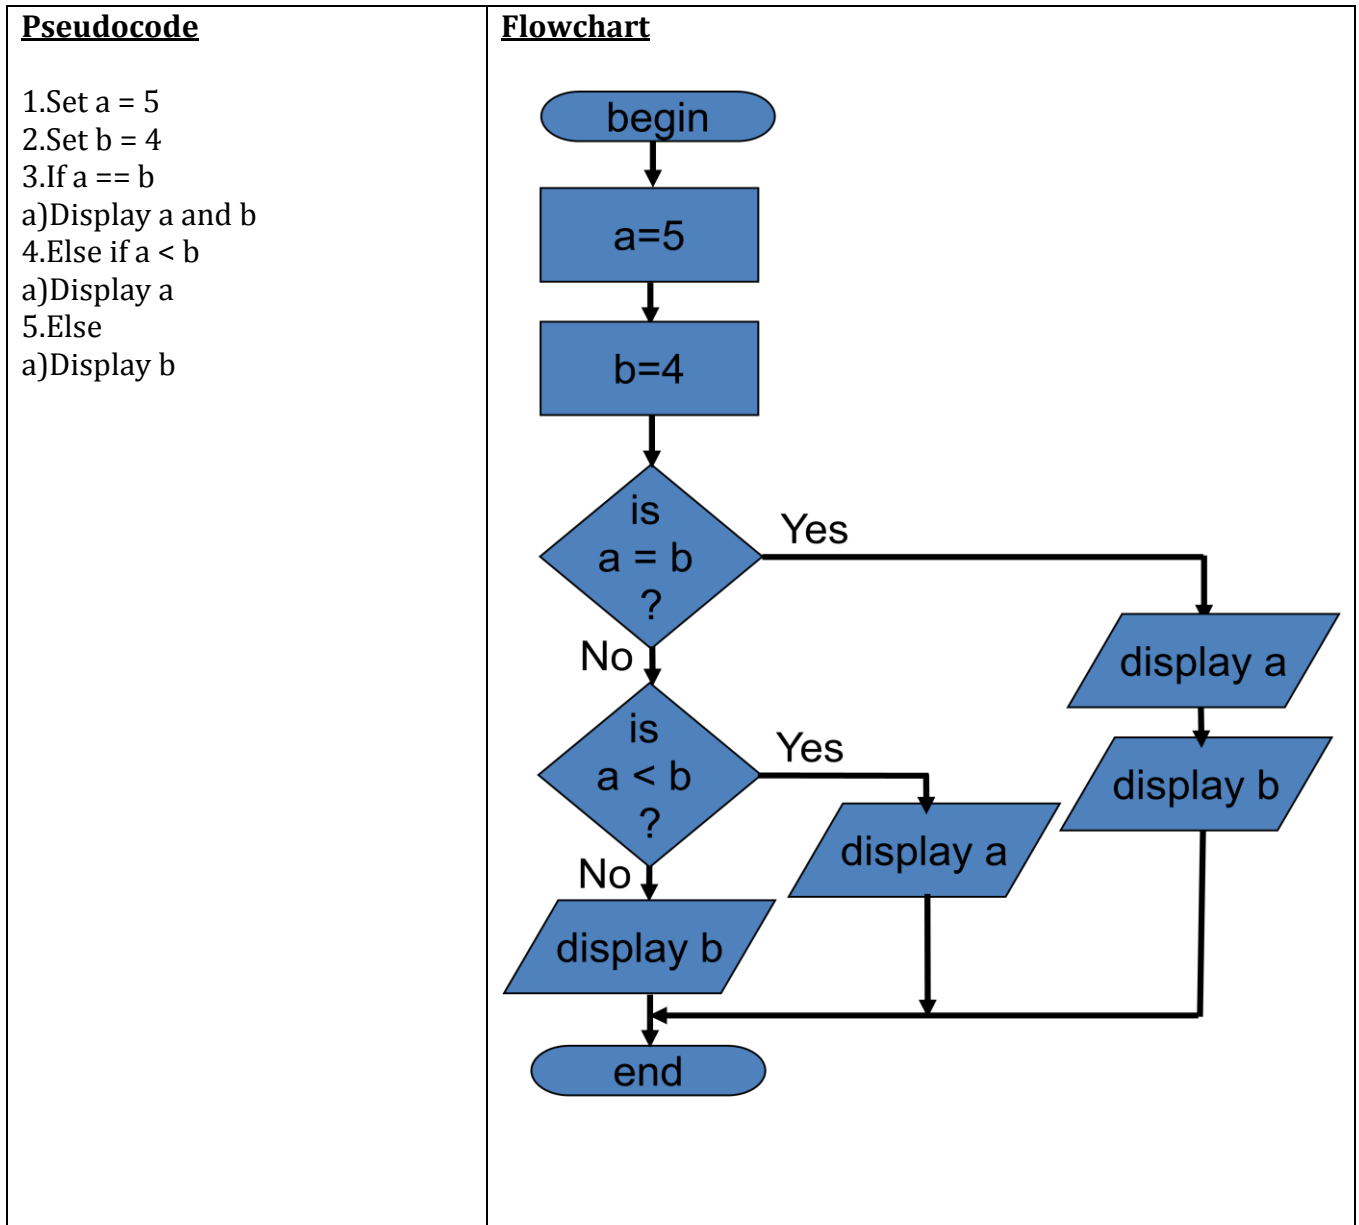 Pseudocode
1.Set a = 5
2.Set b = 4
3.If a == b
a)Display a and b
4.Else if a < b
a)Display a
5.Else
a)Display b
Flowchart
begin
a=5
b=4
is
a = b
?
Yes
No
display a
display b
is
a < b
?
Yes
No
display a
display b
end